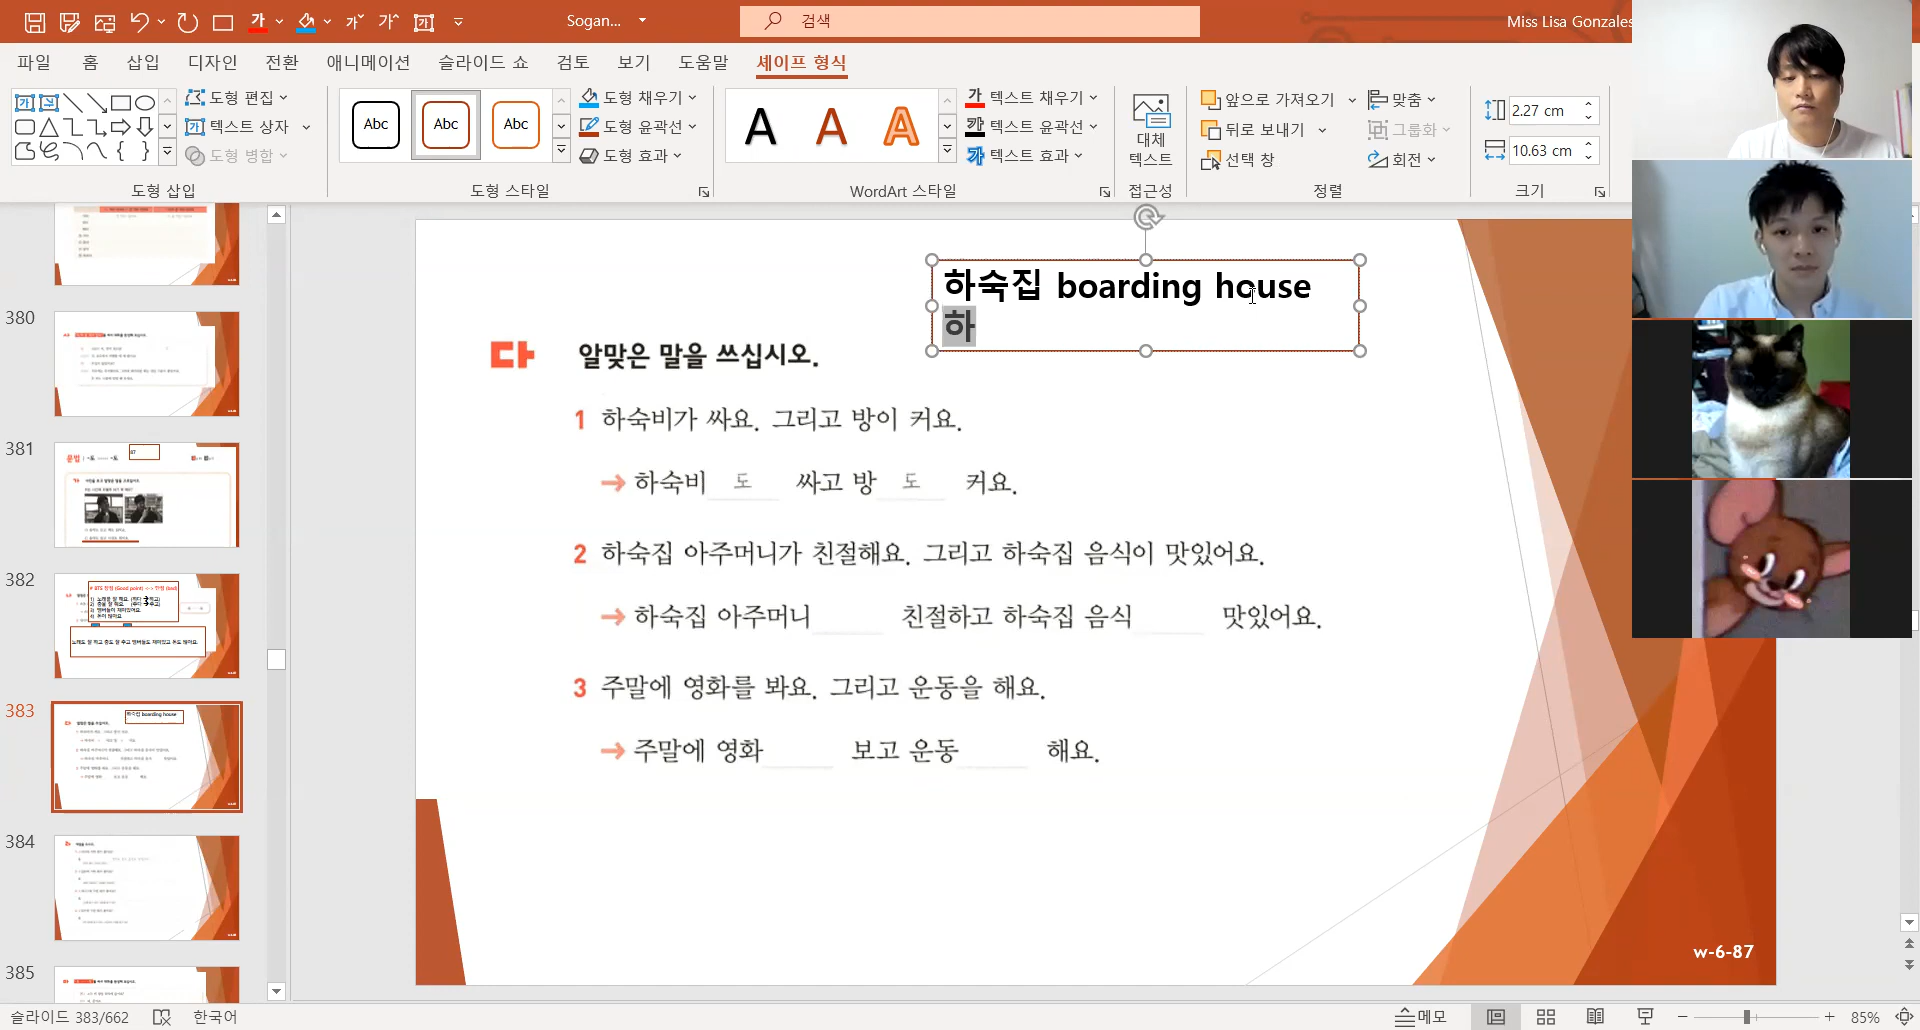 Sogan...
검색
Miss Lisa Gonzales
파일 홈 삽입 디자인 전환 애니메이션 슬라이드 쇼 검토 보기 도움말 셰이프 형식
도형 편집
텍스트 상자
도형 병합
도형 삽입
Abc Abc Abc
도형 채우기
도형 윤곽선
도형 효과
도형 스타일
A A A
텍스트 채우기
텍스트 윤곽선
텍스트 효과
WordArt 스타일
대체
텍스트
접근성
앞으로 가져오기
뒤로 보내기
선택 창
맞춤
그룹화
회전
정렬
2.27 cm
10.63 cm
크기
380
381
382
383
384
385
하숙집 boarding house
하
다 알맞은 말을 쓰십시오.
1 하숙비가 싸요. 그리고 방이 커요.
→ 하숙비 도 싸고 방 도 커요.
2 하숙집 아주머니가 친절해요. 그리고 하숙집 음식이 맛있어요.
→ 하숙집 아주머니 친절하고 하숙집 음식 맛있어요.
3 주말에 영화를 봐요. 그리고 운동을 해요.
→ 주말에 영화 보고 운동 해요.
w-6-87
슬라이드 383/662
한국어
메모
85%